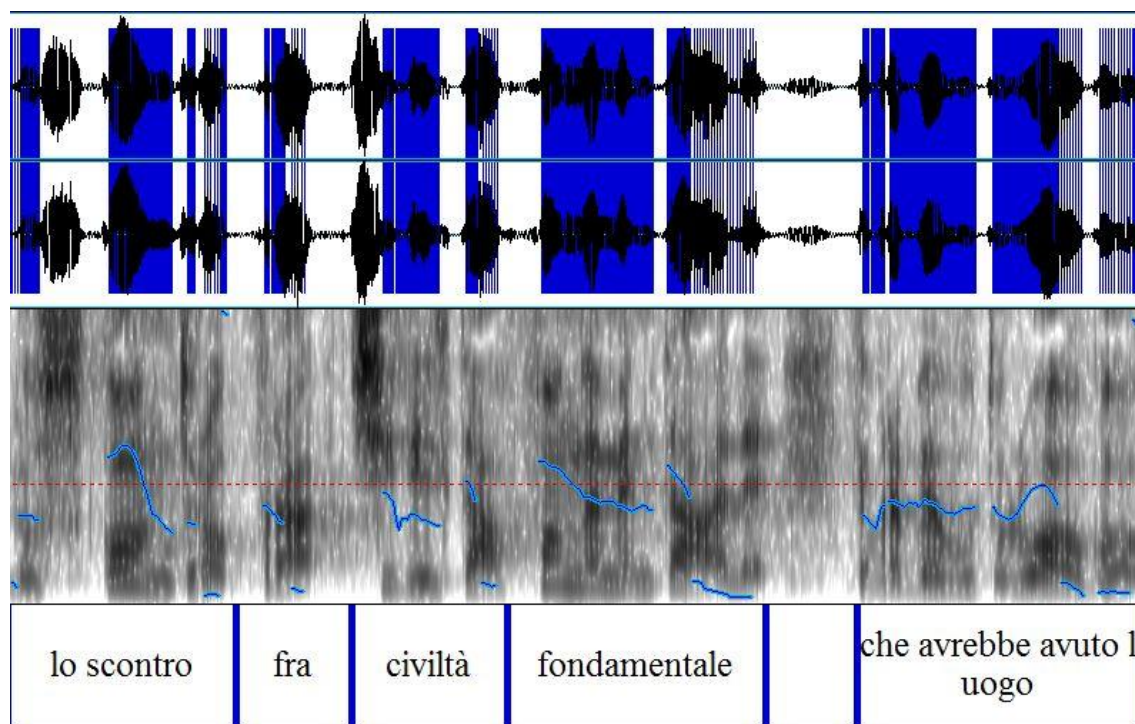 lo scontro
fra
civiltà
fondamentale
che avrebbe avuto l
uogo